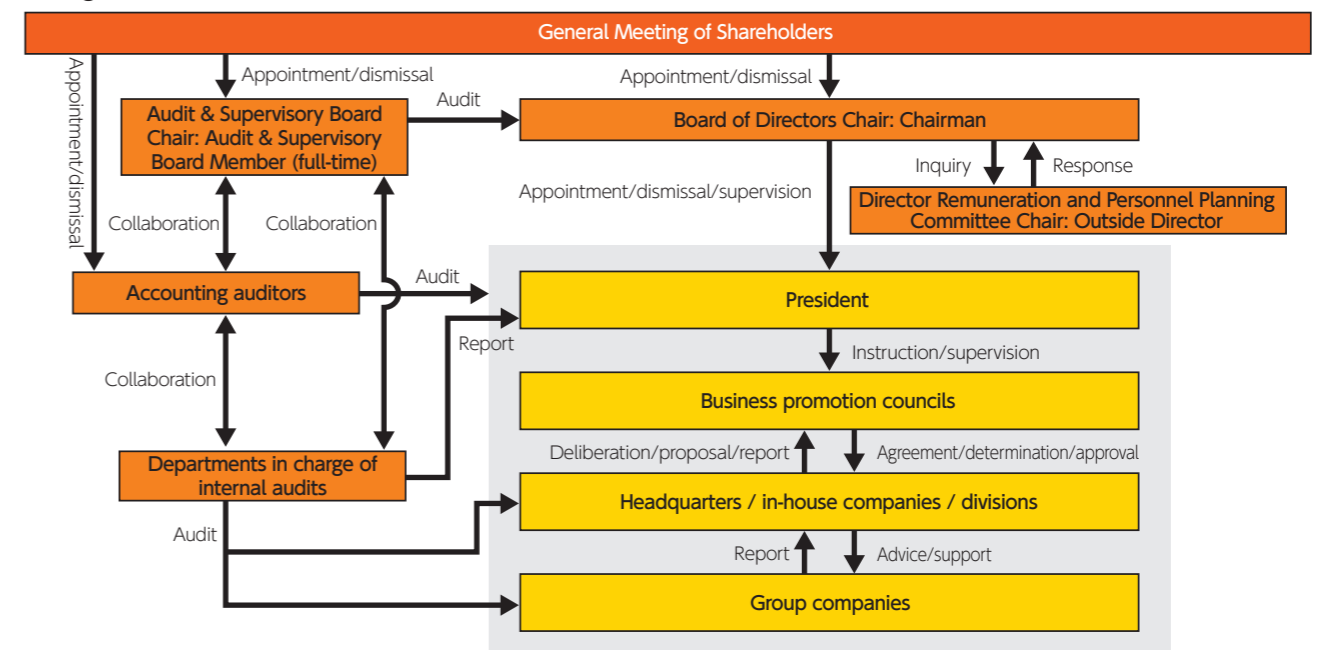 General Meeting of Shareholders
Appointment/dismissal
Appointment/dismissal
Appointment/dismissal
Audit & Supervisory Board
Chair: Audit & Supervisory
Board Member (full-time)
Audit
Board of Directors Chair: Chairman
Inquiry
Response
Appointment/dismissal/supervision
Director Remuneration and Personnel Planning
Committee Chair: Outside Director
Collaboration
Collaboration
Accounting auditors
Audit
President
Report
Instruction/supervision
Collaboration
Business promotion councils
Deliberation/proposal/report
Agreement/determination/approval
Departments in charge of
internal audits
Headquarters / in-house companies / divisions
Audit
Report
Advice/support
Group companies